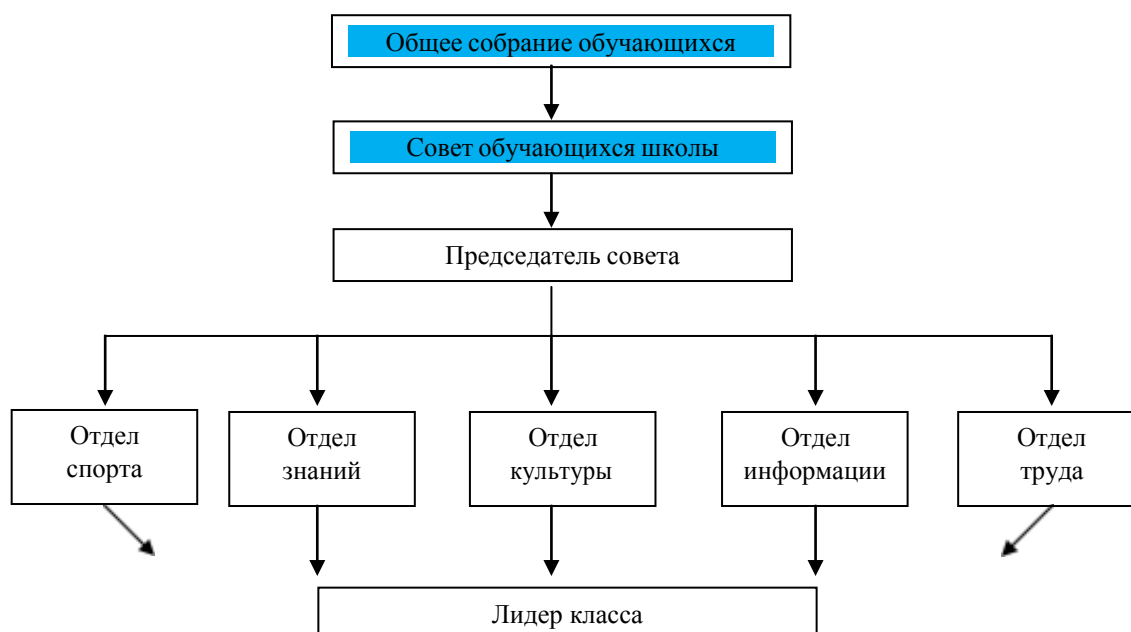 Общее собрание обучающихся
Совет обучающихся школы
Председатель совета
Отдел
спорта
Отдел
знаний
Отдел
культуры
Отдел
информации
Отдел
труда
Лидер класса